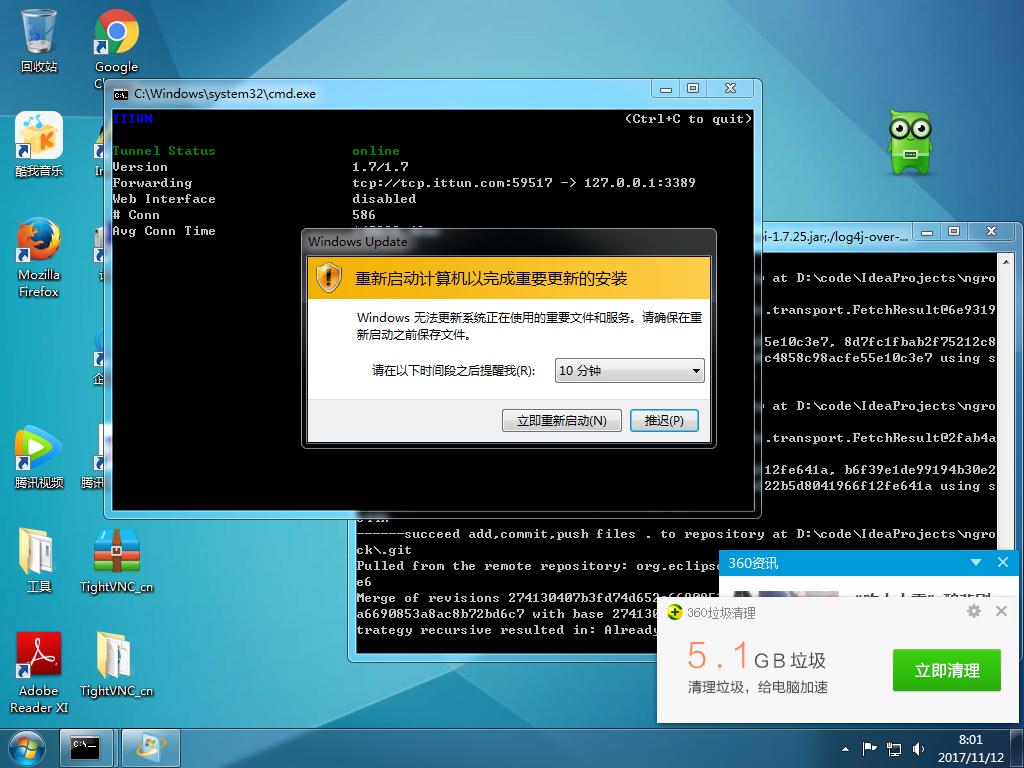 回收站
Google
酷我音乐
Mozilla
Firefox
腾讯视频
腾讯
工具
TightVNC_cn
Adobe
Reader XI
TightVNC_cn
C:\Windows\system32\cmd.exe
ITTUN
(Ctrl+C to quit)
Tunnel Status online
Version 1.7/1.7
Forwarding tcp://tcp.ittun.com:59517 -> 127.0.0.1:3389
Web Interface disabled
# Conn 586
Avg Conn Time
Windows Update
重新启动计算机以完成重要更新的安装
Windows 无法更新系统正在使用的重要文件和服务。请确保在重
新启动之前保存文件。
请在以下时间段之后提醒我(R):
10 分钟
立即重新启动(N)
推迟(P)
i-1.7.25.jar;./log4j-over-...
at D:\code\IdeaProjects\ngro
.transport.FetchResult@6e9319
5e10c3e7, 8d7fc1fbab2f75212c8
c4858c98acfe55e10c3e7 using s
at D:\code\IdeaProjects\ngro
.transport.FetchResult@2fab4a
12fe641a, b6f39e1de99194b30e2
22b5d8041966f12fe641a using s
------succeed add,commit,push files . to repository at D:\code\IdeaProjects\ngro
ck\.git
Pulled from the remote repository: org.eclips
e6
Merge of revisions 274130407b3fd74d652
a6690853a8ac8b72bd6c7 with base 27413
trategy recursive resulted in: Already
360资讯
360垃圾清理
5.1GB垃圾
清理垃圾，给电脑加速
立即清理
8:01
2017/11/12